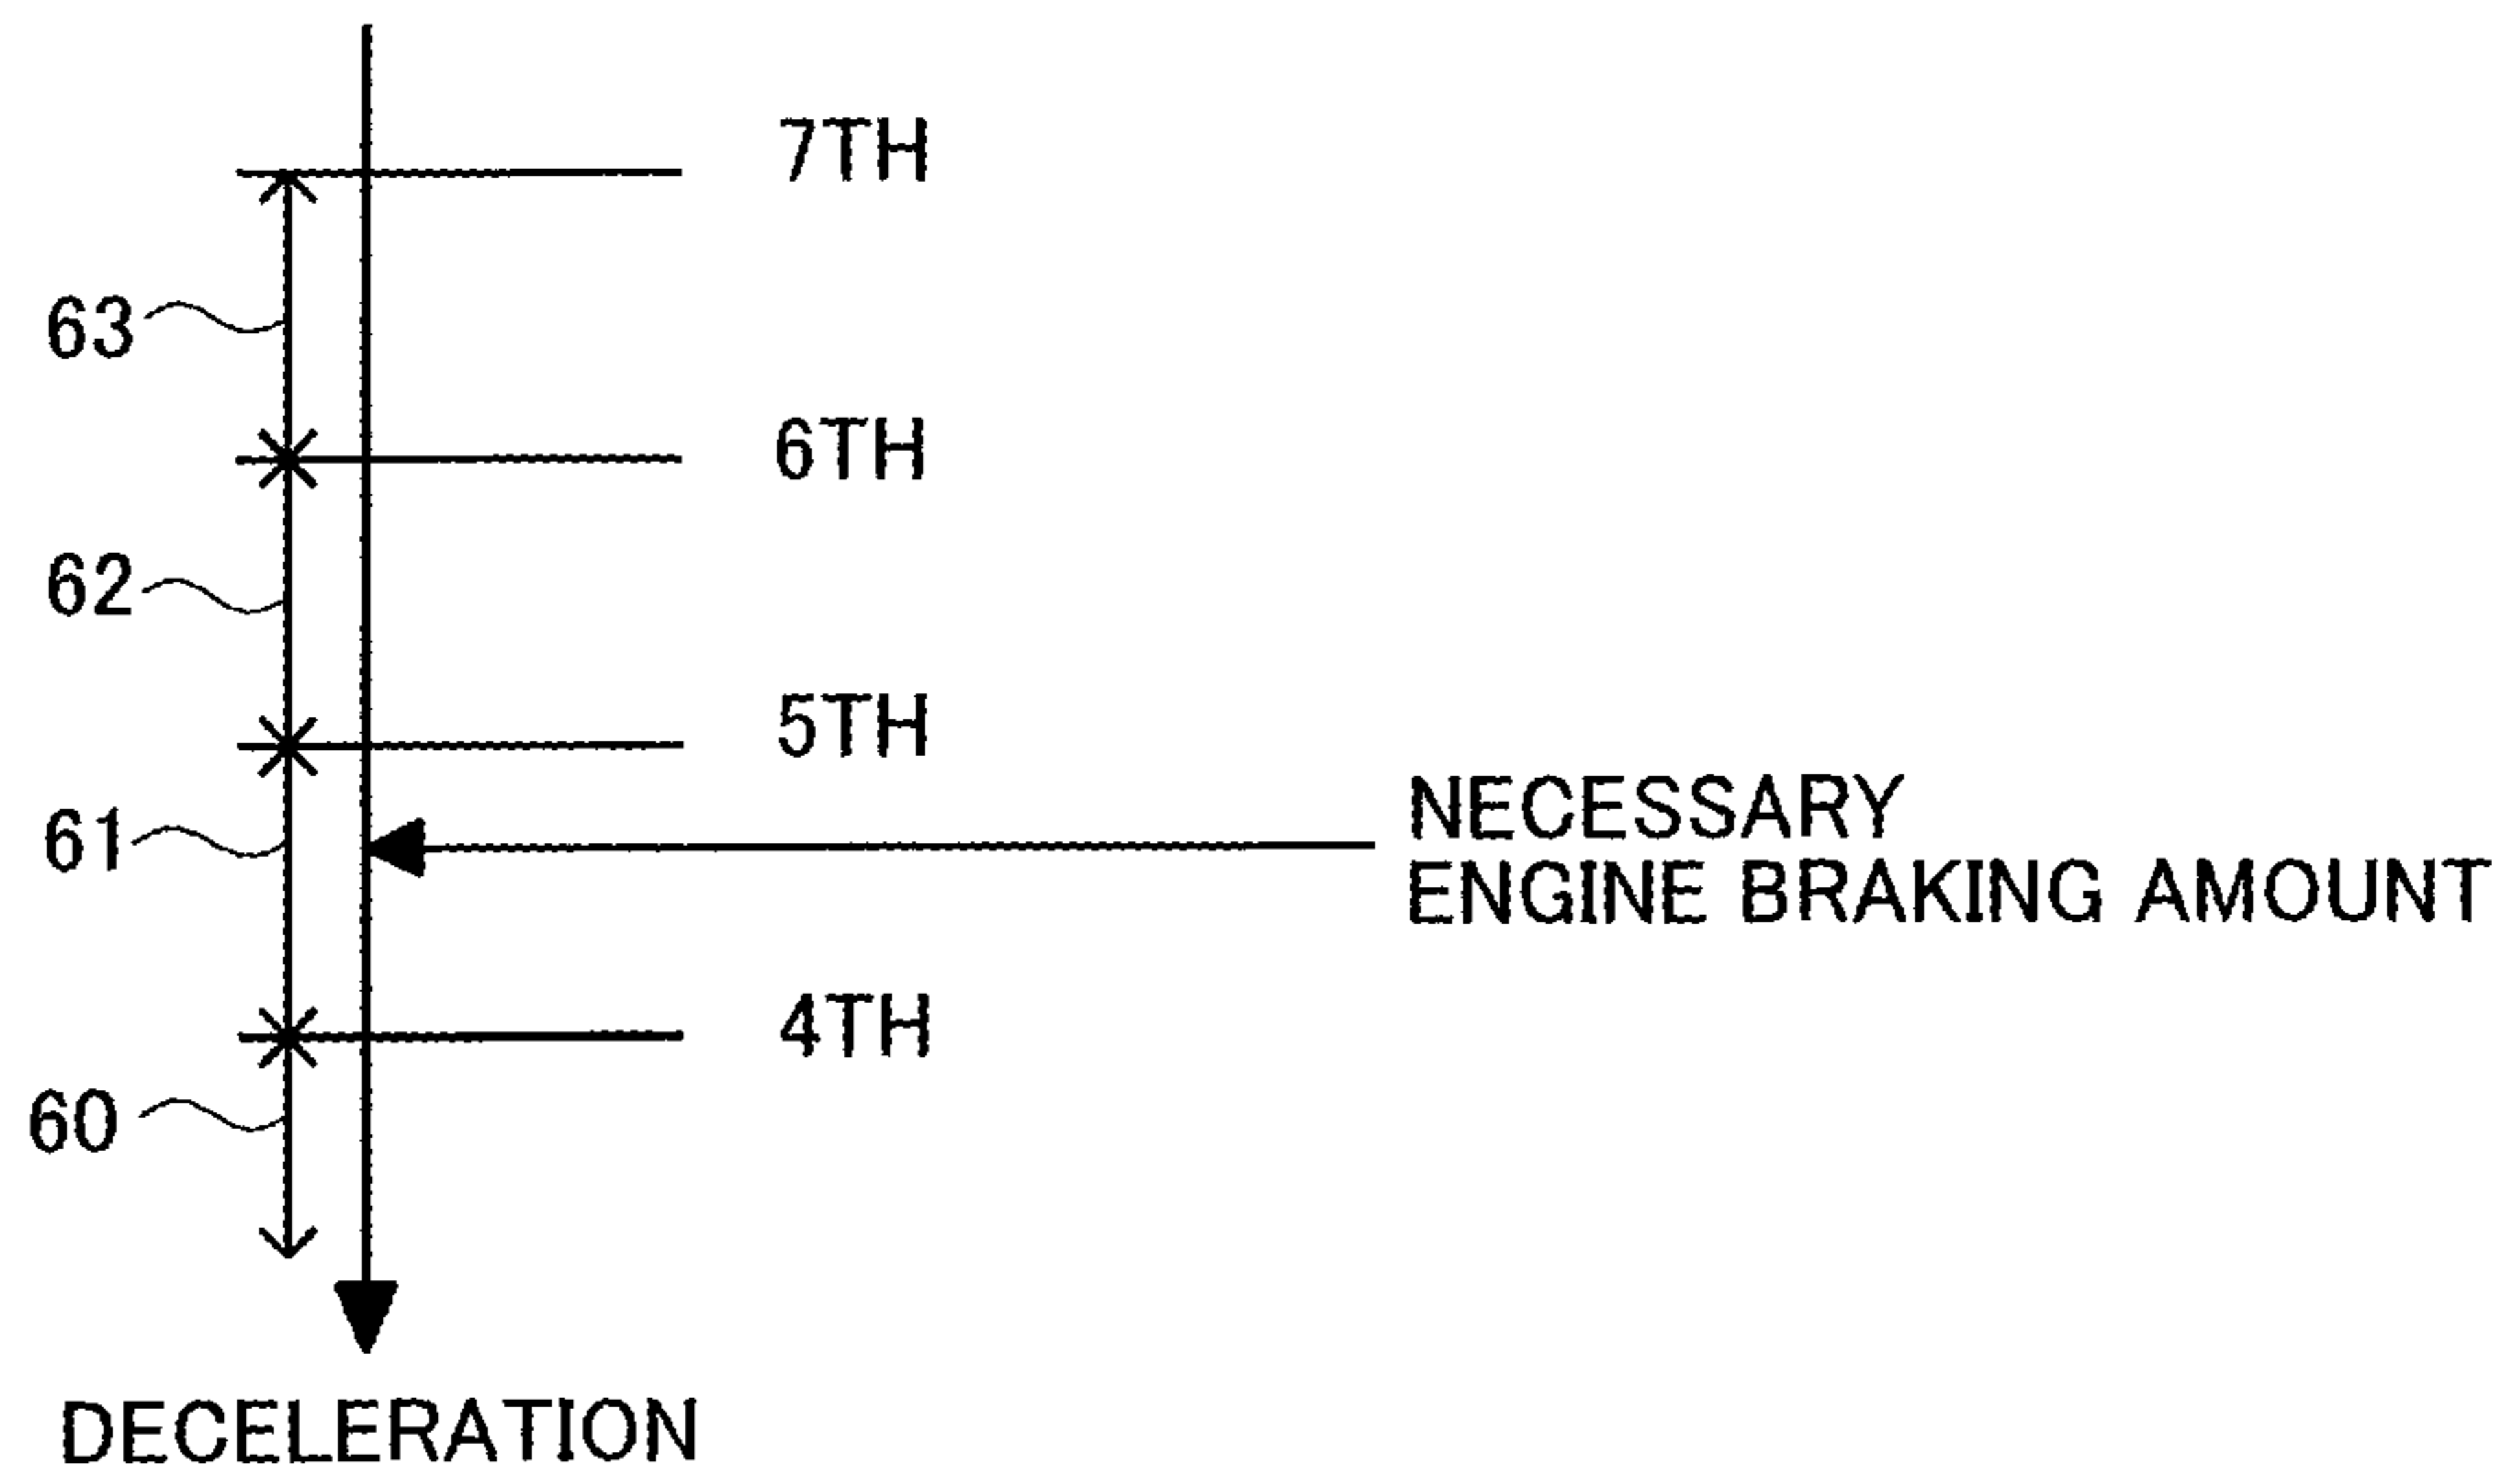 7TH
63
6TH
62
5TH
NECESSARY
61
ENGINE BRAKING AMOUNT
4TH
60
DECELERATION